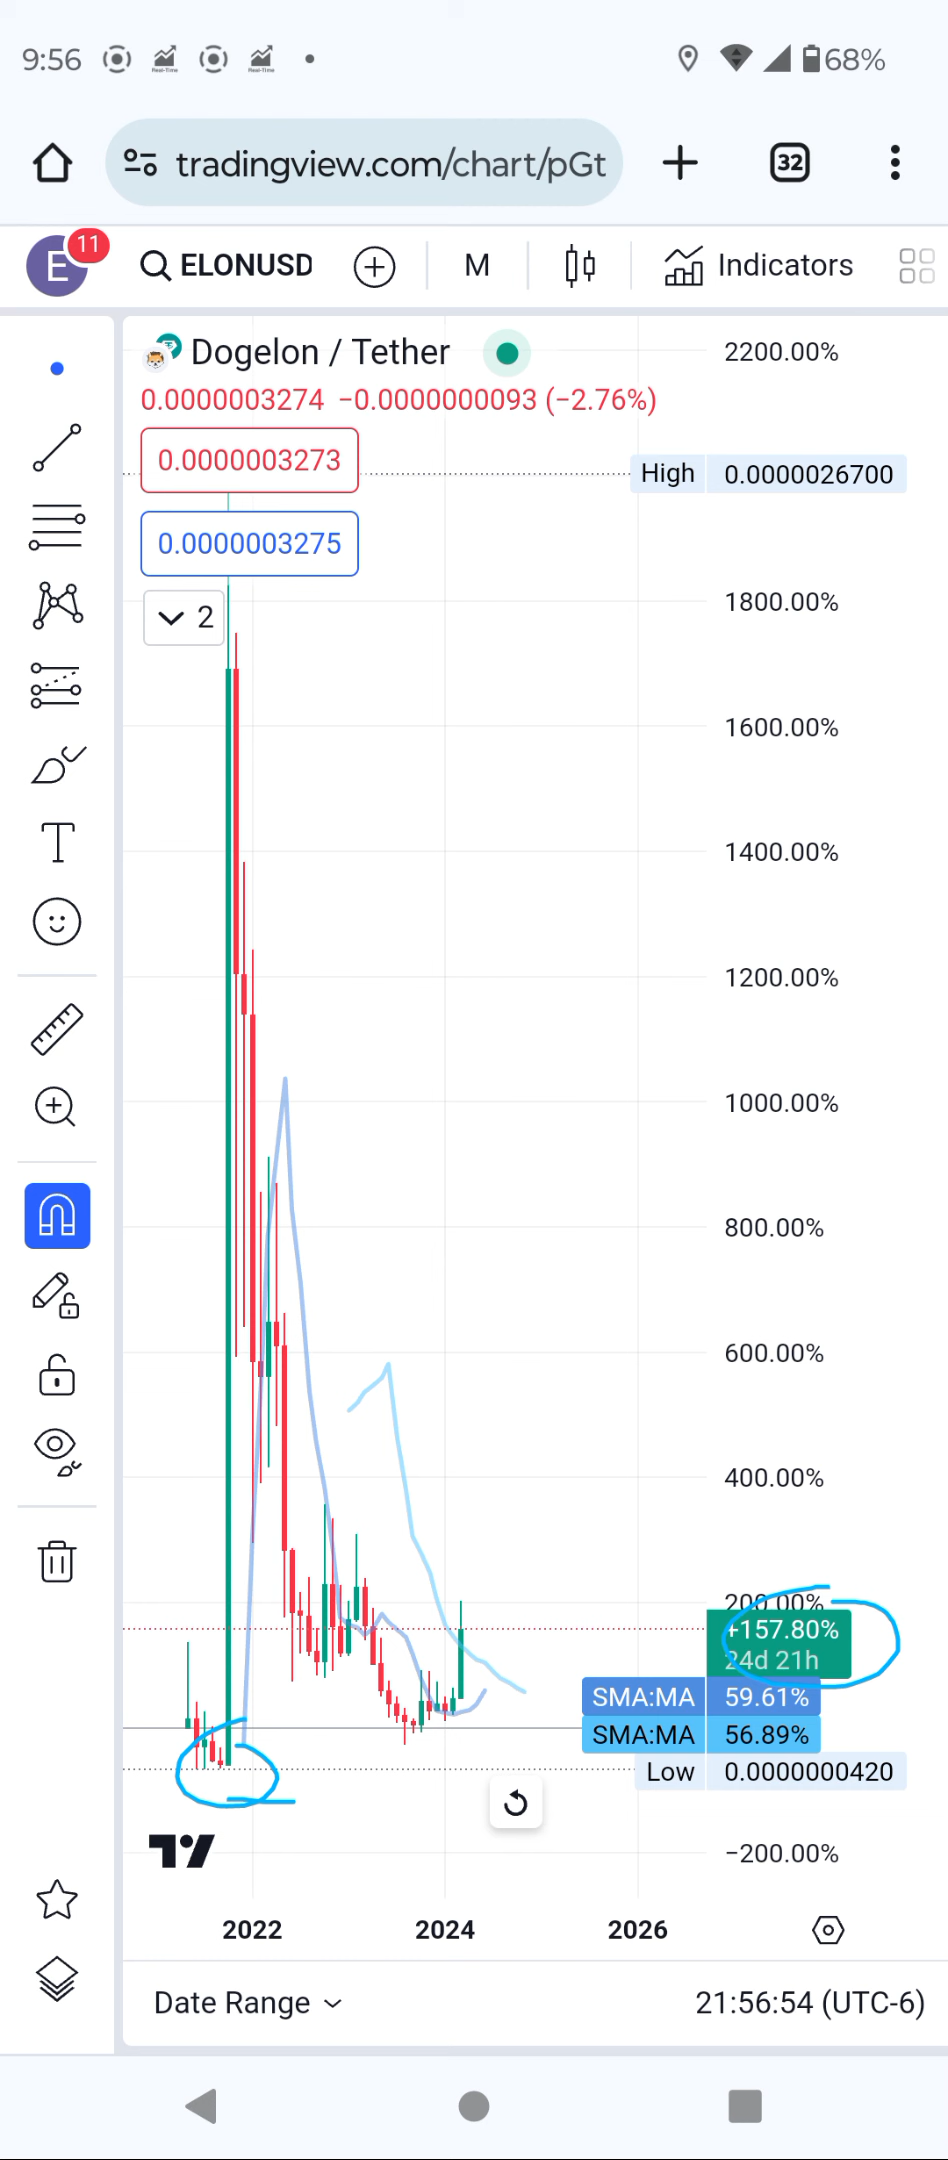 9:56 68%
tradingview.com/chart/pGt 32
E 11 ELONUSD M Indicators
Dogelon / Tether
0.0000003274 −0.0000000093 (−2.76%)
0.0000003273
0.0000003275
2
2200.00%
High 0.0000026700
1800.00%
1600.00%
1400.00%
1200.00%
1000.00%
800.00%
600.00%
400.00%
200.00%
+157.80%
24d 21h
SMA:MA 59.61%
SMA:MA 56.89%
Low 0.0000000420
−200.00%
2022 2024 2026
Date Range 21:56:54 (UTC-6)